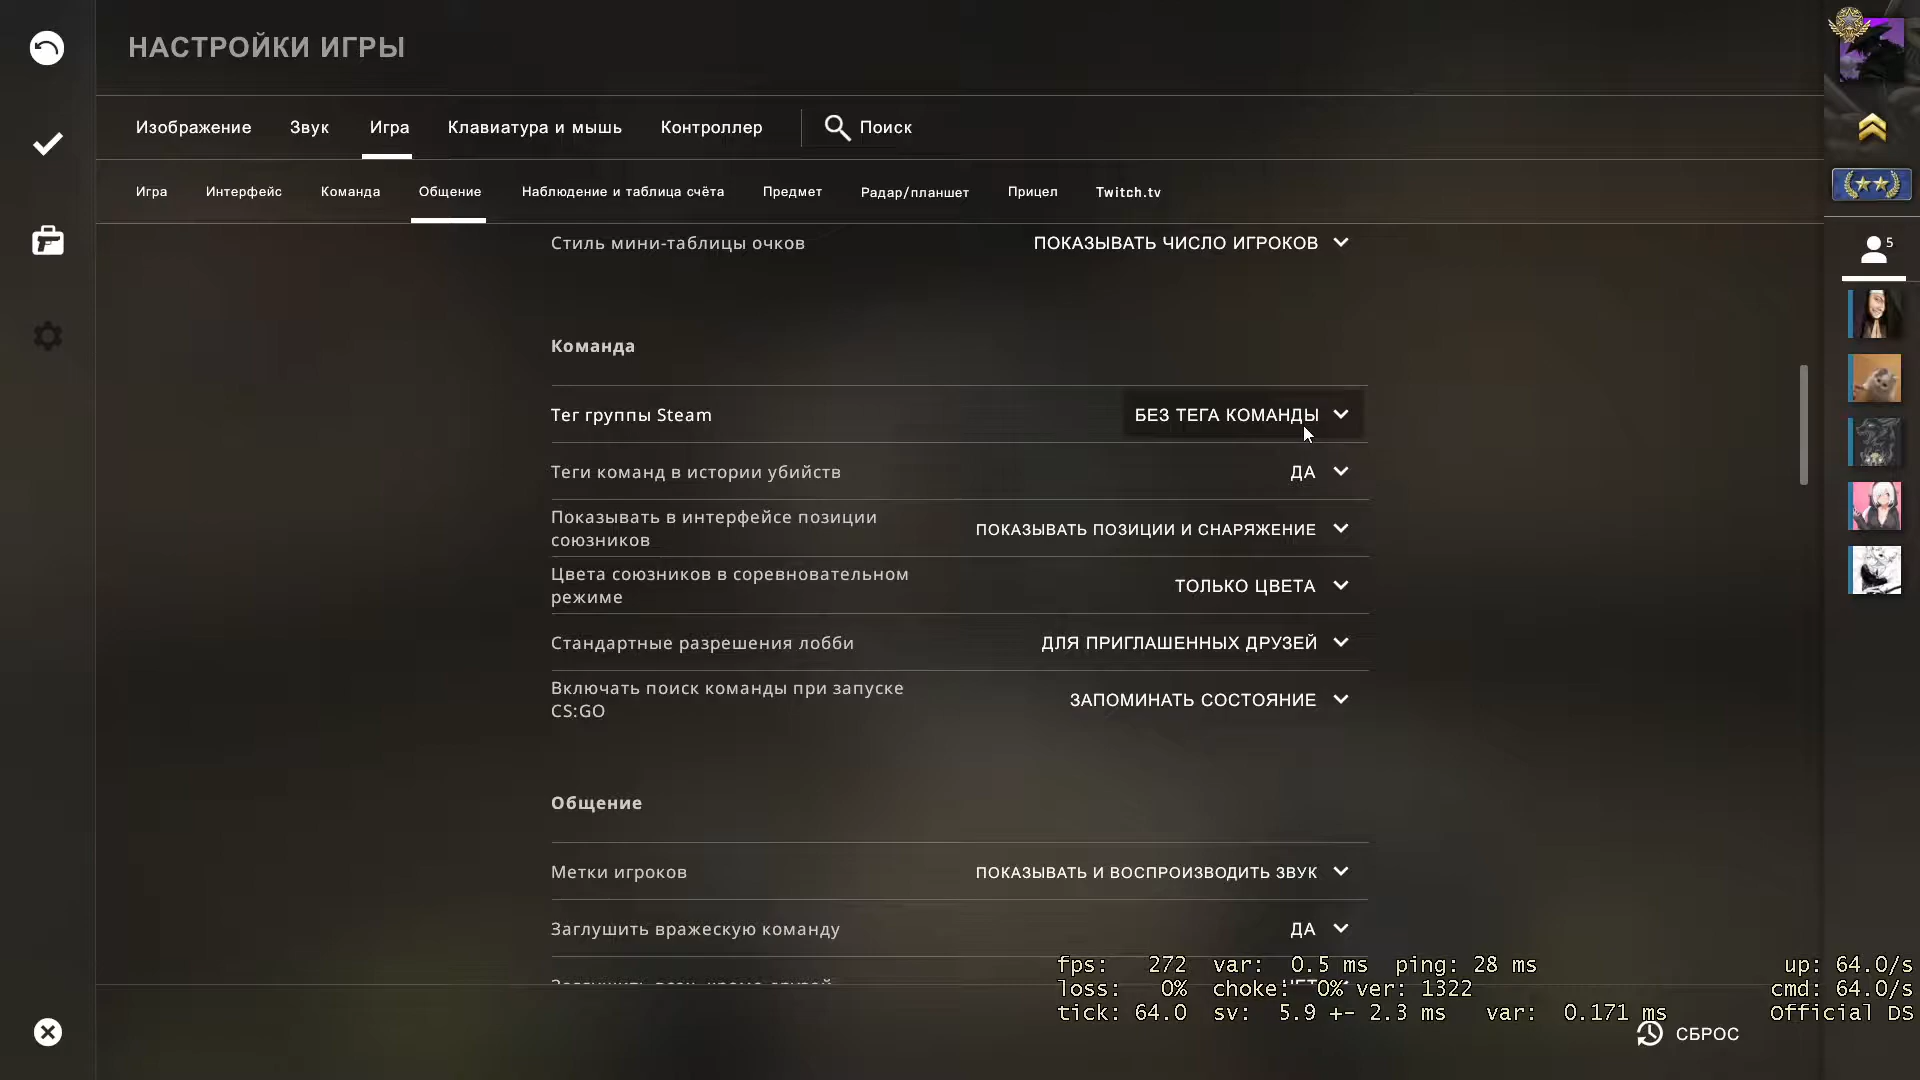 НАСТРОЙКИ ИГРЫ
Изображение Звук Игра Клавиатура и мышь Контроллер Поиск
Игра Интерфейс Команда Общение Наблюдение и таблица счёта Предмет Радар/планшет Прицел Twitch.tv
Стиль мини-таблицы очков ПОКАЗЫВАТЬ ЧИСЛО ИГРОКОВ
5
Команда
Тег группы Steam БЕЗ ТЕГА КОМАНДЫ
Теги команд в истории убийств ДА
Показывать в интерфейсе позиции
союзников ПОКАЗЫВАТЬ ПОЗИЦИИ И СНАРЯЖЕНИЕ
Цвета союзников в соревновательном
режиме ТОЛЬКО ЦВЕТА
Стандартные разрешения лобби ДЛЯ ПРИГЛАШЕННЫХ ДРУЗЕЙ
Включать поиск команды при запуске
CS:GO ЗАПОМИНАТЬ СОСТОЯНИЕ
Общение
Метки игроков ПОКАЗЫВАТЬ И ВОСПРОИЗВОДИТЬ ЗВУК
Заглушить вражескую команду ДА
fps: 272 var: 0.5 ms ping: 28 ms up: 64.0/s
loss: 0% choke: 0% ver: 1322 cmd: 64.0/s
tick: 64.0 sv: 5.9 +- 2.3 ms var: 0.171 ms Official DS
СБРОС